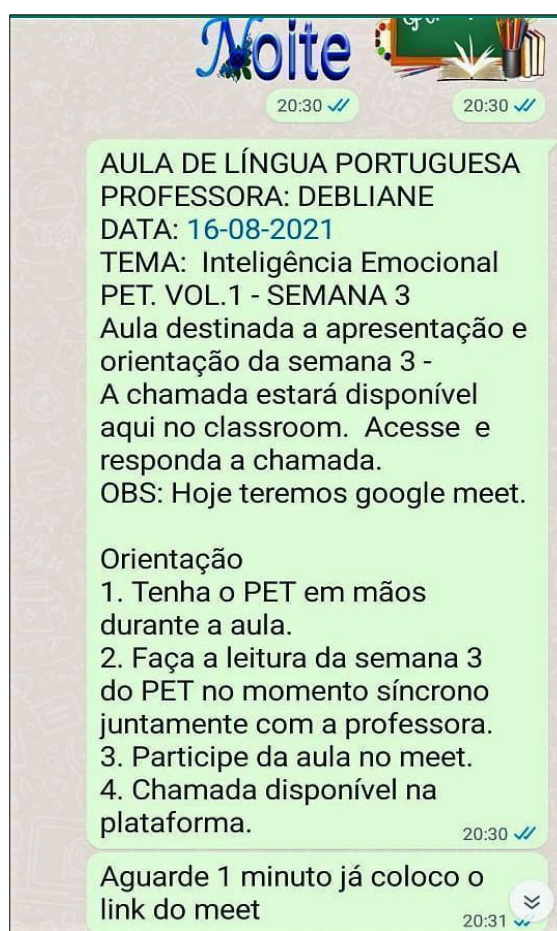 Noite
20:30
20:30
AULA DE LÍNGUA PORTUGUESA
PROFESSORA: DEBLIANE
DATA: 16-08-2021
TEMA:  Inteligência Emocional
PET. VOL.1 - SEMANA 3
Aula destinada a apresentação e
orientação da semana 3 -
A chamada estará disponível
aqui no classroom.  Acesse  e
responda a chamada.
OBS: Hoje teremos google meet.
Orientação
1. Tenha o PET em mãos
durante a aula.
2. Faça a leitura da semana 3
do PET no momento síncrono
juntamente com a professora.
3. Participe da aula no meet.
4. Chamada disponível na
plataforma.
20:30
Aguarde 1 minuto já coloco o
link do meet
20:31